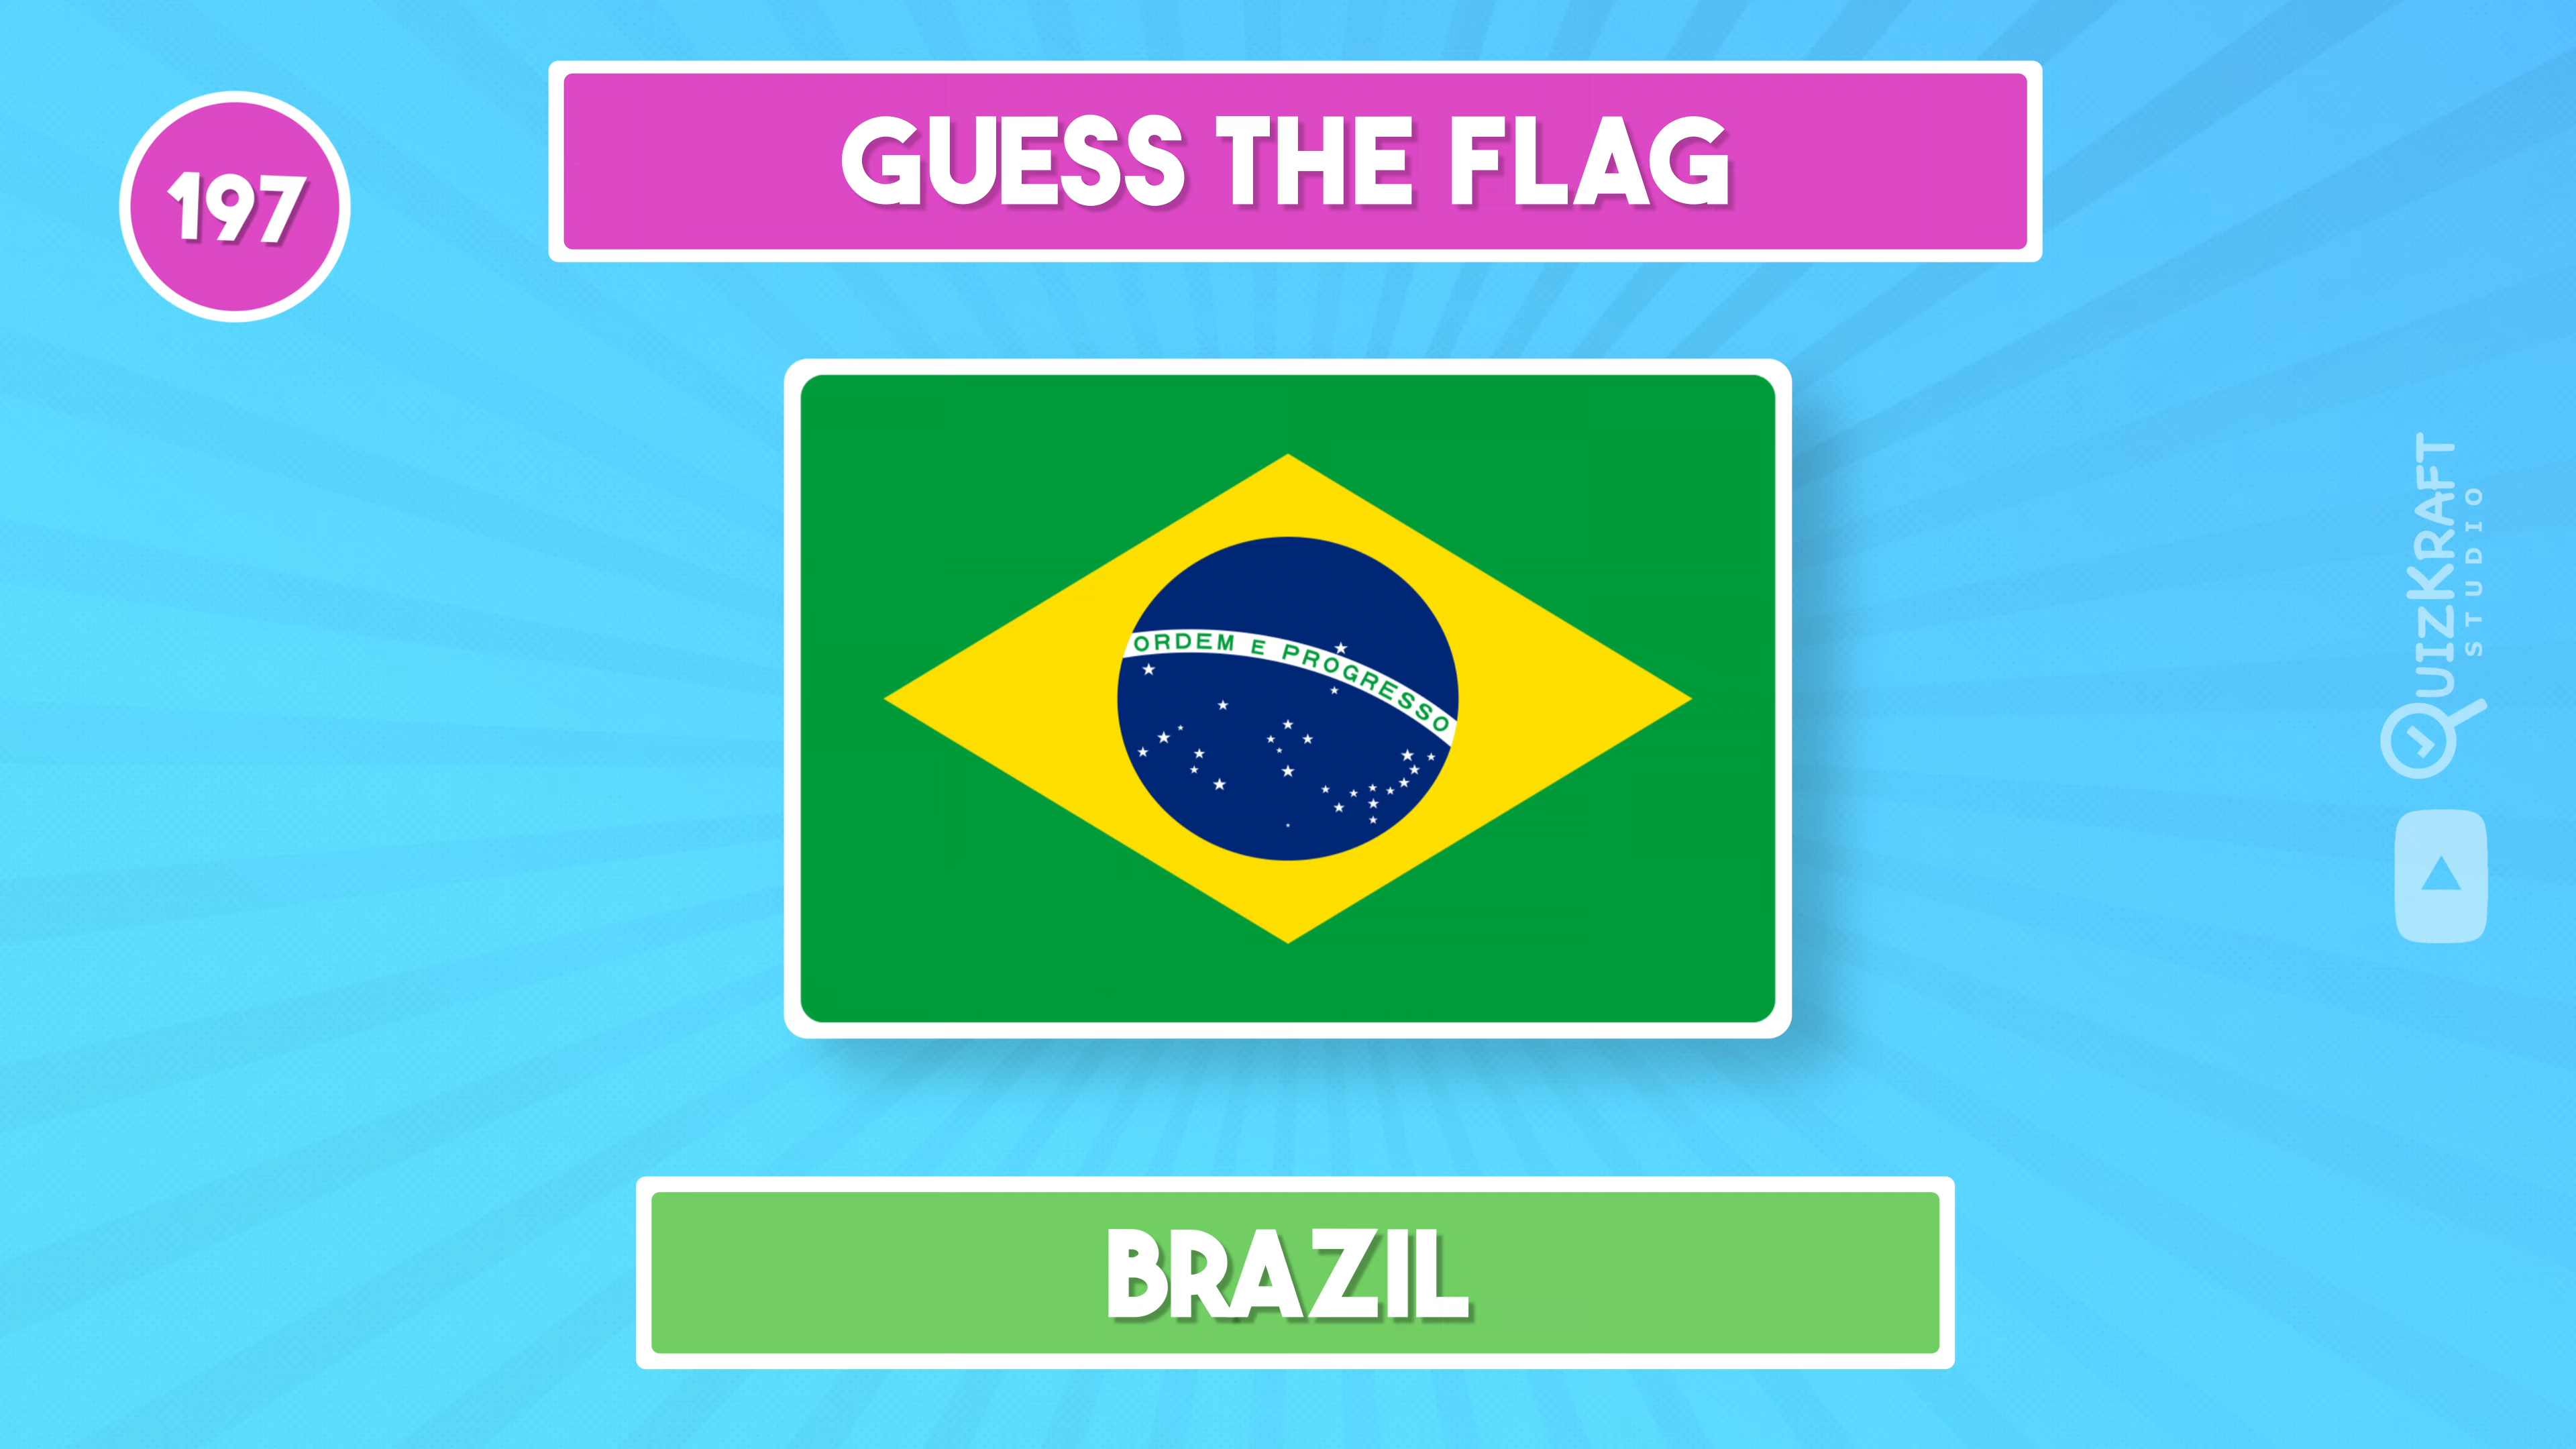 GUESS THE FLAG
197
ORDEM E PROGRESSO
BRAZIL
QUIZKRAFT
STUDIO